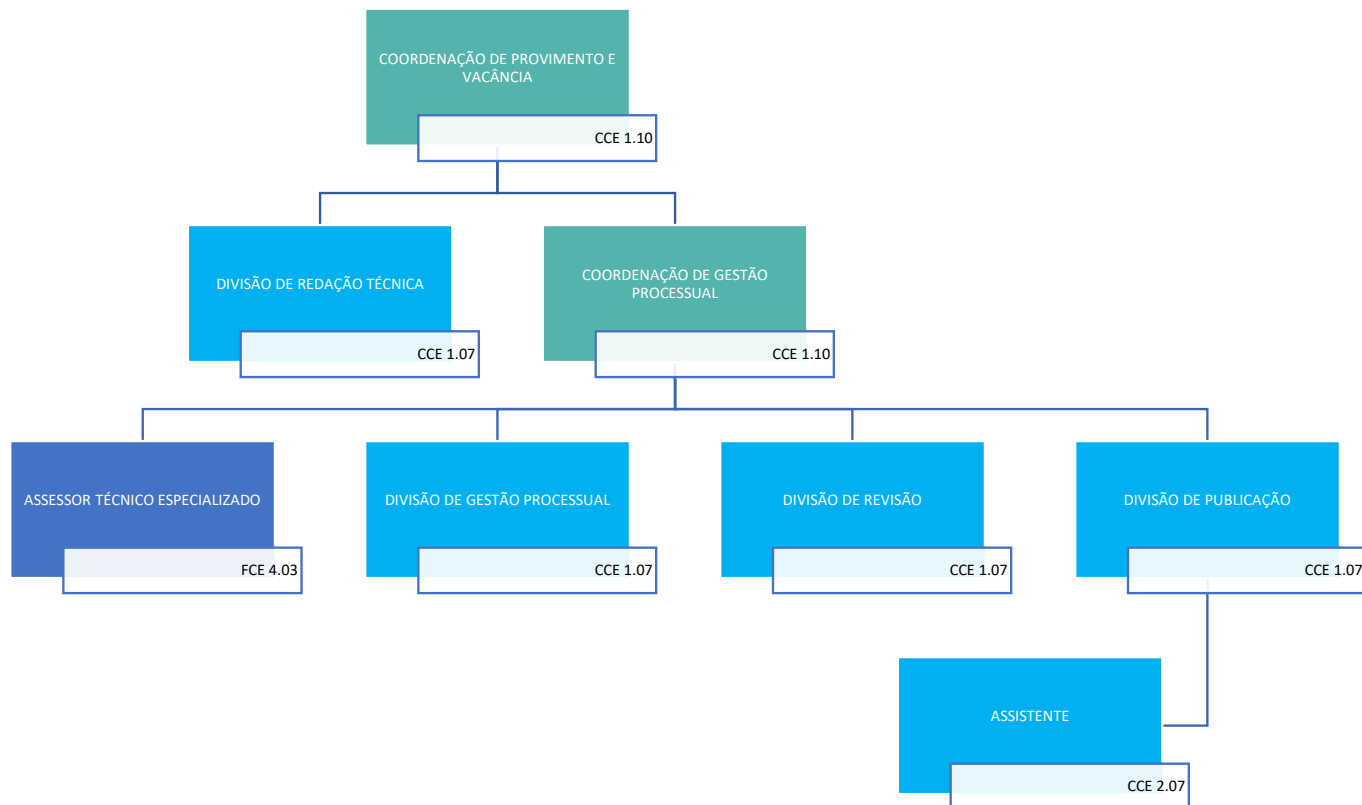 COORDENAÇÃO DE PROVIMENTO E
VACÂNCIA
CCE 1.10
DIVISÃO DE REDAÇÃO TÉCNICA
CCE 1.07
COORDENAÇÃO DE GESTÃO
PROCESSUAL
CCE 1.10
ASSESSOR TÉCNICO ESPECIALIZADO
FCE 4.03
DIVISÃO DE GESTÃO PROCESSUAL
CCE 1.07
DIVISÃO DE REVISÃO
CCE 1.07
DIVISÃO DE PUBLICAÇÃO
CCE 1.07
ASSISTENTE
CCE 2.07